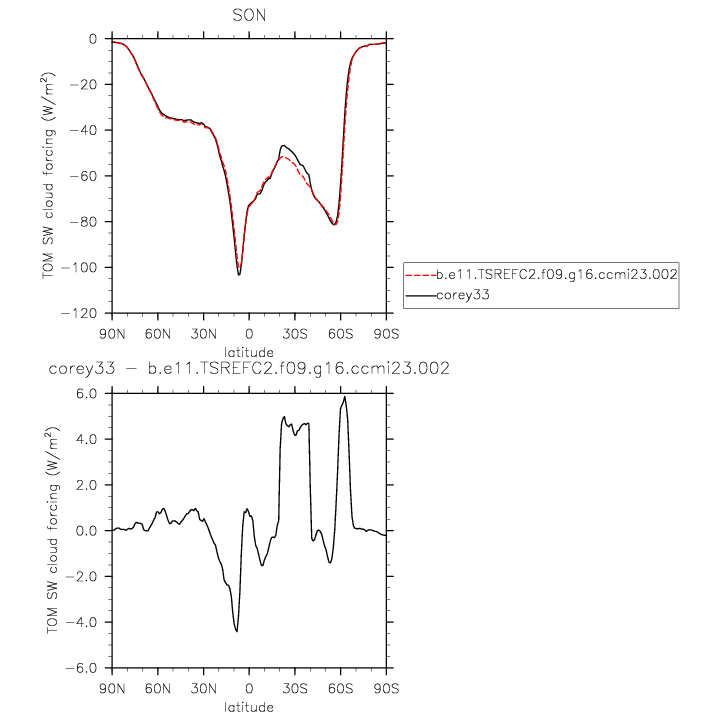 SON
TOM SW cloud forcing (W/m²)
0
−20
−40
−60
−80
−100
−120
90N 60N 30N 0 30S 60S 90S
latitude
b.e11.TSREFC2.f09.g16.ccmi23.002
corey33
corey33 − b.e11.TSREFC2.f09.g16.ccmi23.002
TOM SW cloud forcing (W/m²)
6.0
4.0
2.0
0.0
−2.0
−4.0
−6.0
90N 60N 30N 0 30S 60S 90S
latitude